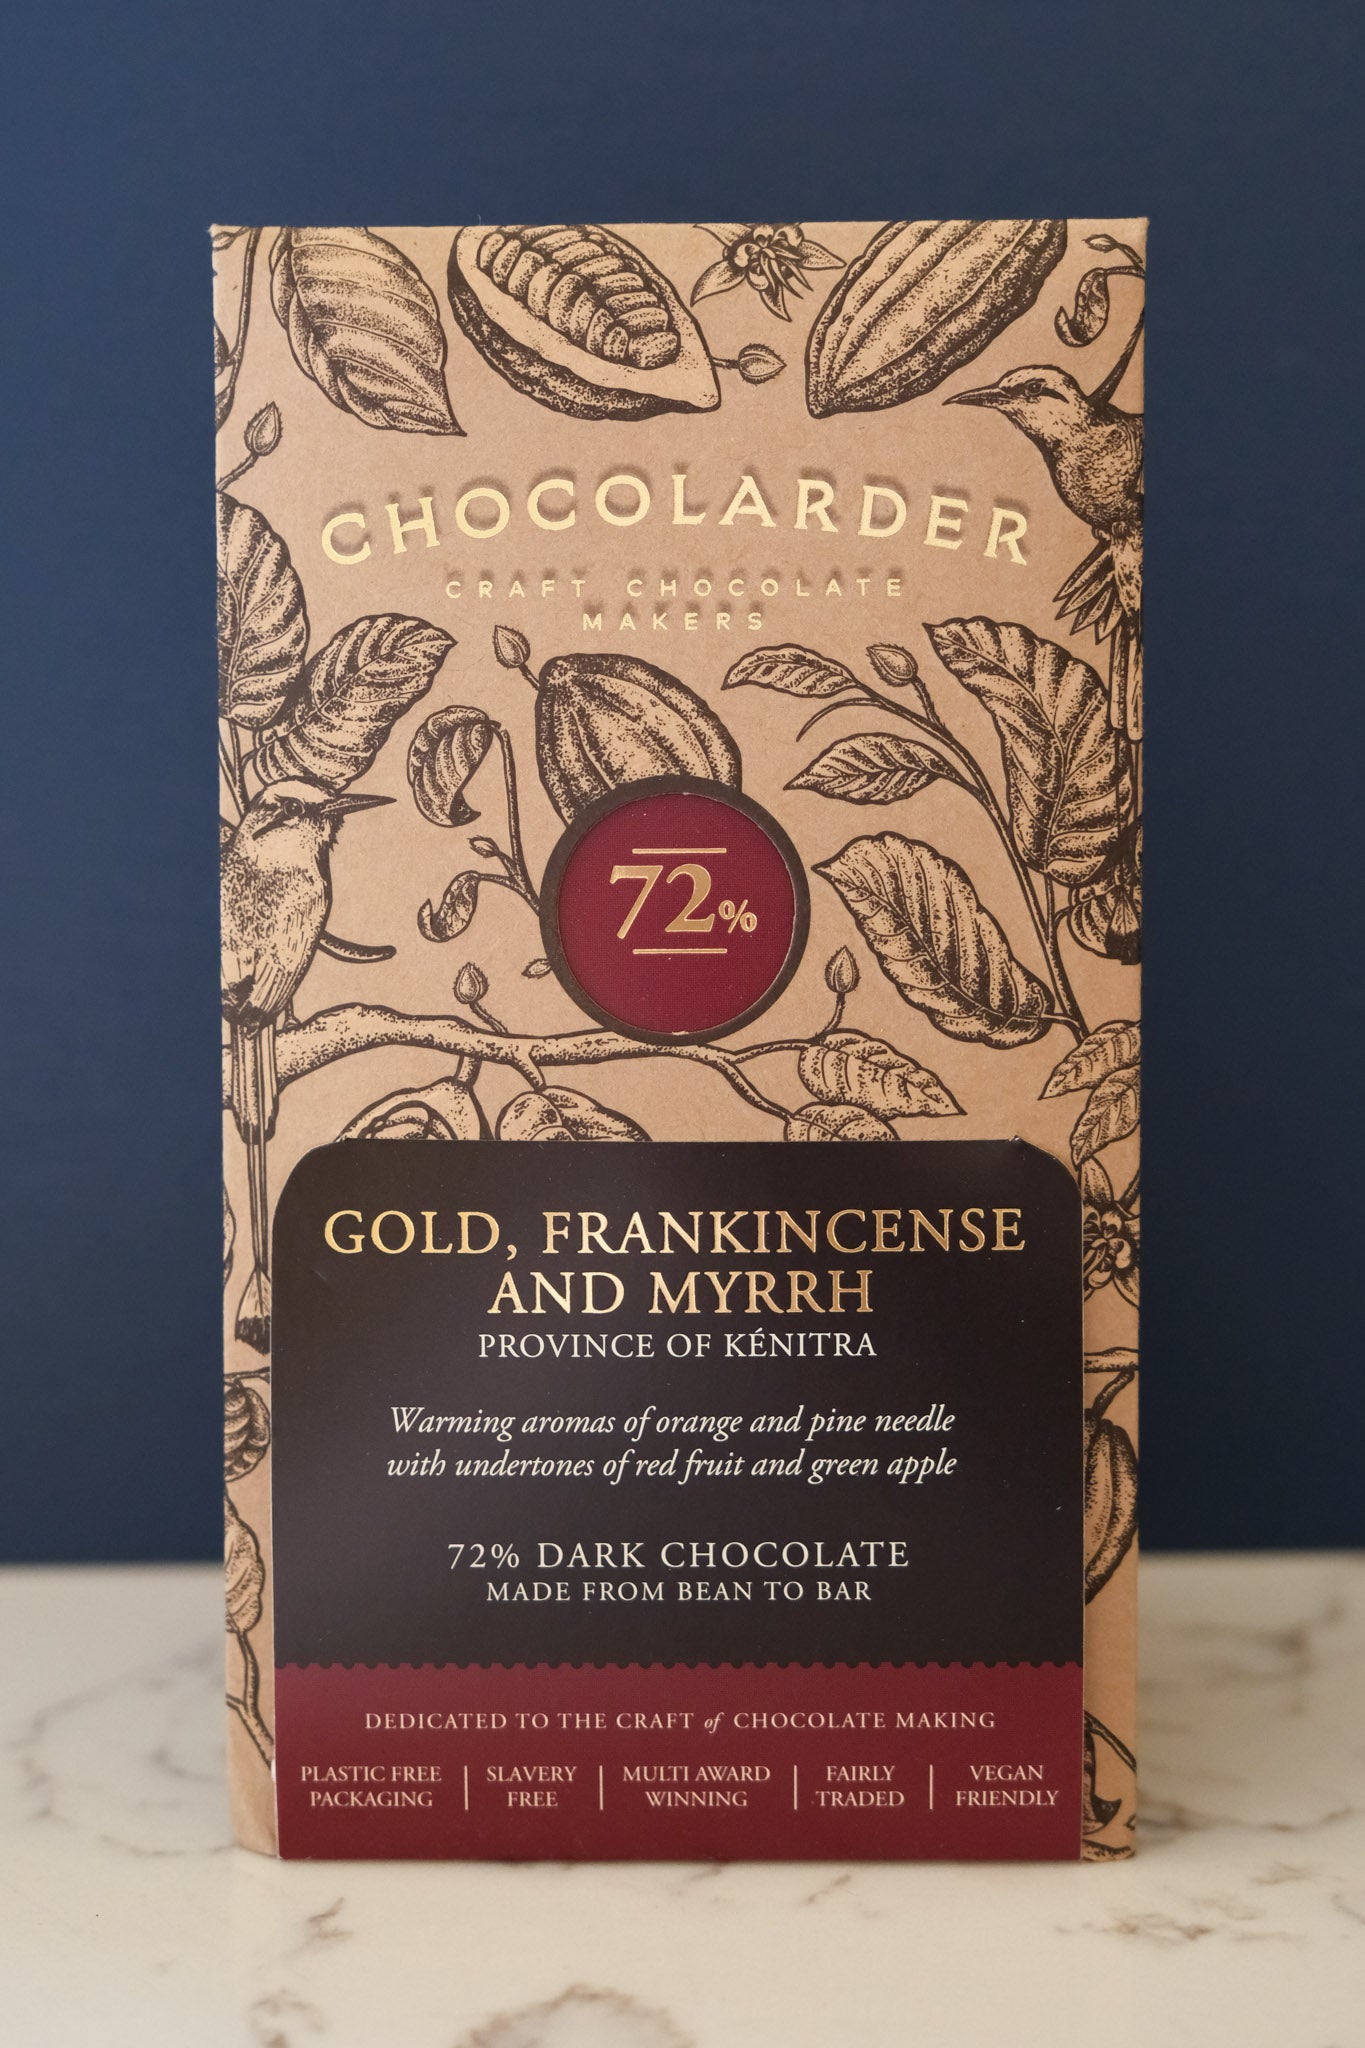 CHOCOLARDER
CRAFT CHOCOLATE
MAKERS
72%
GOLD, FRANKINCENSE
AND MYRRH
PROVINCE OF KÉNITRA
Warming aromas of orange and pine needle
with undertones of red fruit and green apple
72% DARK CHOCOLATE
MADE FROM BEAN TO BAR
DEDICATED TO THE CRAFT of CHOCOLATE MAKING
PLASTIC FREE
PACKAGING
SLAVERY
FREE
MULTI AWARD
WINNING
FAIRLY
TRADED
VEGAN
FRIENDLY